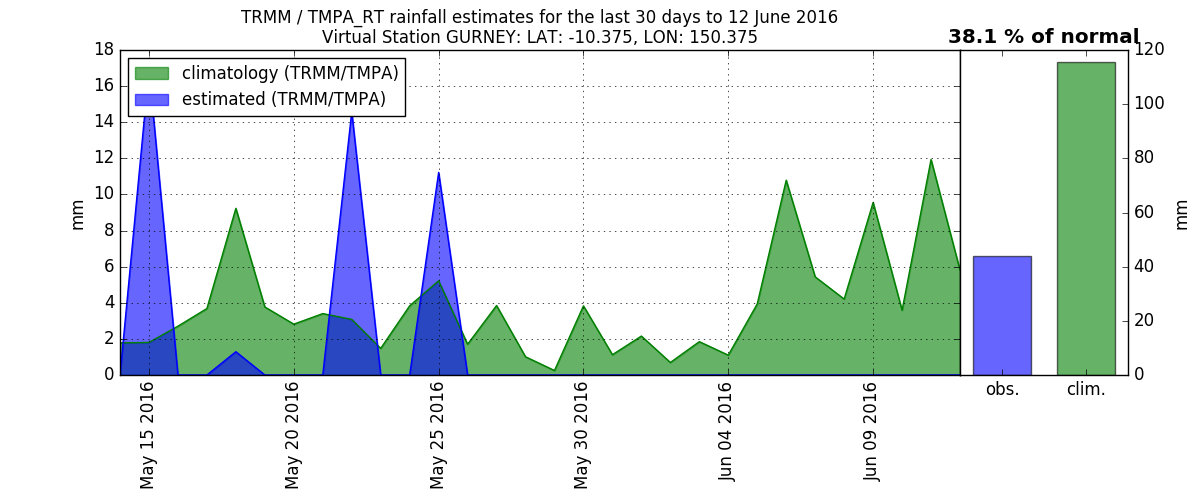 TRMM / TMPA_RT rainfall estimates for the last 30 days to 12 June 2016
Virtual Station GURNEY: LAT: -10.375, LON: 150.375
38.1 % of normal
climatology (TRMM/TMPA)
estimated (TRMM/TMPA)
mm
18
16
14
12
10
8
6
4
2
0
May 15 2016
May 20 2016
May 25 2016
May 30 2016
Jun 04 2016
Jun 09 2016
obs.
clim.
120
100
80
60
40
20
0
mm